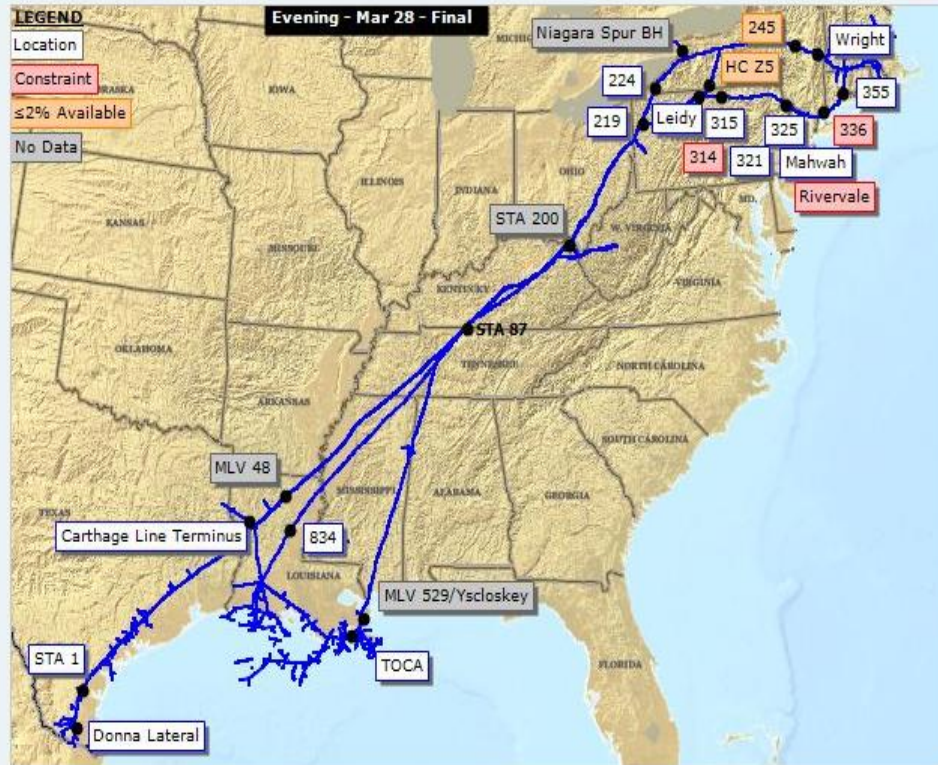 LEGEND
Location
Constraint
≤2% Available
No Data
Evening - Mar 28 - Final
Niagara Spur BH
245
Wright
HC Z5
224
355
219
Leidy
315
325
336
314
321
Mahwah
Rivervale
STA 200
STA 87
MLV 48
Carthage Line Terminus
834
MLV 529/Yscloskey
TOCA
STA 1
Donna Lateral
IOWA
ILLINOIS
INDIANA
OHIO
MD.
W. VIRGINIA
VIRGINIA
KANSAS
MISSOURI
KENTUCKY
OKLAHOMA
TENNESSEE
NORTH CAROLINA
ARKANSAS
SOUTH CAROLINA
MISSISSIPPI
ALABAMA
GEORGIA
TEXAS
LOUISIANA
FLORIDA